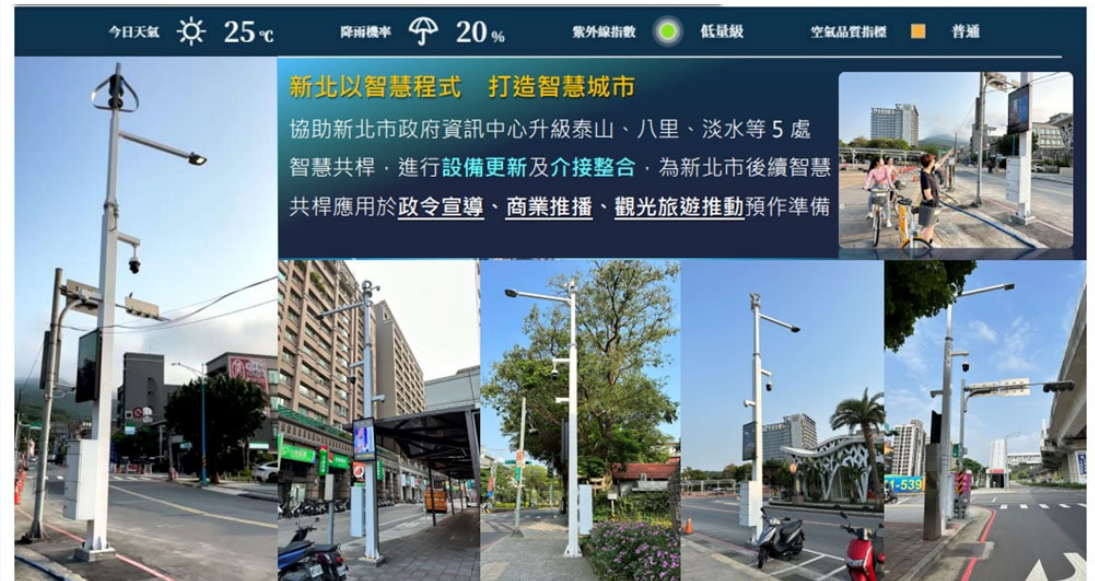 今日天氣 25℃ 降雨機率 20% 紫外線指數 低量級 空氣品質指標 普通
新北以智慧程式 打造智慧城市
協助新北市政府資訊中心升級泰山、八里、淡水等5處
智慧共桿，進行設備更新及介接整合，為新北市後續智慧
共桿應用於政令宣導、商業推播、觀光旅遊推動預作準備
1-539